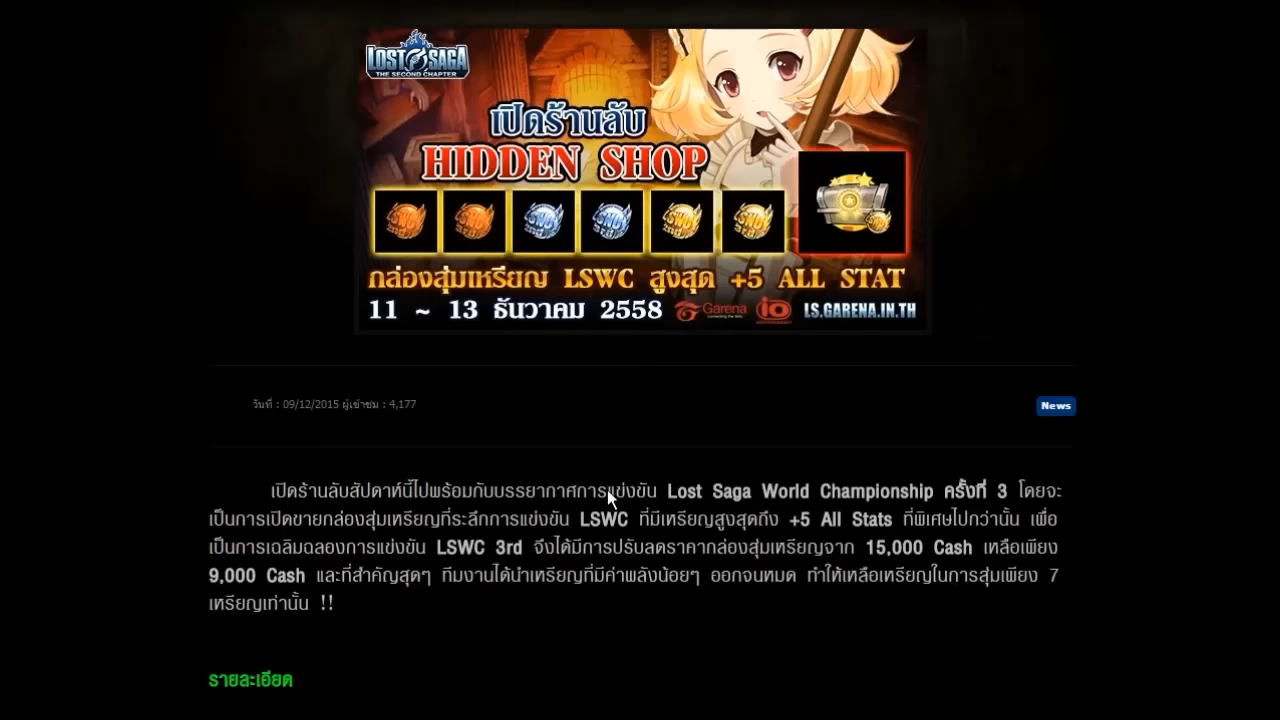 LOST SAGA
THE SECOND CHAPTER
เปิดร้านลับ
HIDDEN SHOP
กล่องสุ่มเหรียญ LSWC สูงสุด +5 ALL STAT
11 ~ 13 ธันวาคม 2558 Garena io LS.GARENA.IN.TH
วันที่ : 09/12/2015 ผู้เข้าชม : 4,177
News
เปิดร้านลับสัปดาห์นี้ไปพร้อมกับบรรยากาศการแข่งขัน Lost Saga World Championship ครั้งที่ 3 โดยจะ
เป็นการเปิดขายกล่องสุ่มเหรียญที่ระลึกการแข่งขัน LSWC ที่มีเหรียญสูงสุดถึง +5 All Stats ที่พิเศษไปกว่านั้น เพื่อ
เป็นการเฉลิมฉลองการแข่งขัน LSWC 3rd จึงได้มีการปรับลดราคากล่องสุ่มเหรียญจาก 15,000 Cash เหลือเพียง
9,000 Cash และที่สำคัญสุดๆ ทีมงานได้นำเหรียญที่มีค่าพลังน้อยๆ ออกจนหมด ทำให้เหลือเหรียญในการสุ่มเพียง 7
เหรียญเท่านั้น !!
รายละเอียด